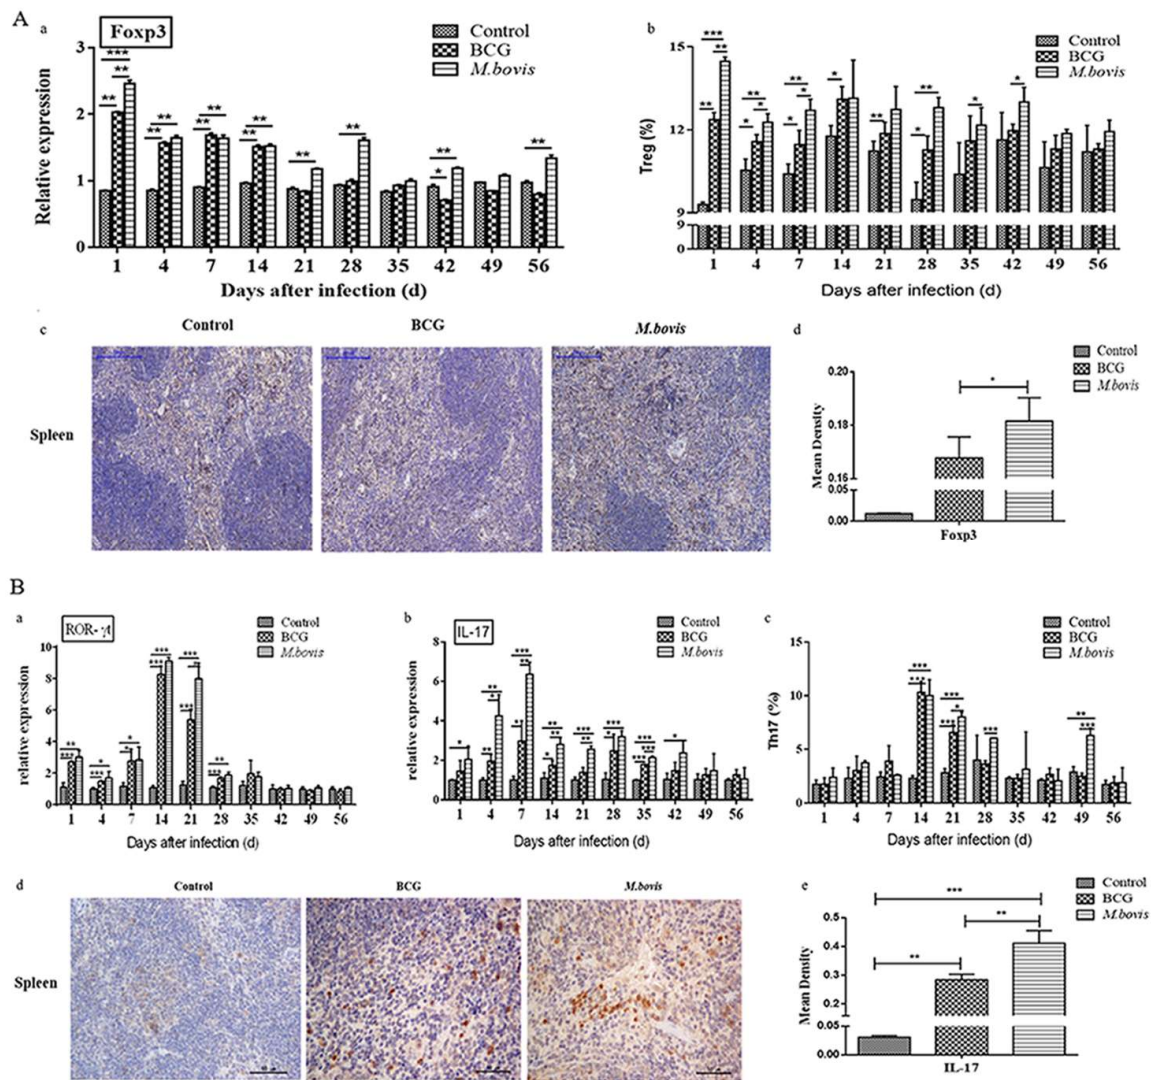 A
a
Foxp3
Control
BCG
M.bovis
Relative expression
3
2
1
0
***
**
**
**
**
**
**
**
**
**
**
**
*
**
1 4 7 14 21 28 35 42 49 56
Days after infection (d)
b
Control
BCG
M.bovis
Treg (%)
15
12
9
9
0
***
**
**
**
*
*
**
*
*
*
**
**
*
*
*
1 4 7 14 21 28 35 42 49 56
Days after infection (d)
c
Control BCG M.bovis
Spleen
d
Control
BCG
M.bovis
Mean Density
0.20
0.18
0.16
0.05
0.00
*
Foxp3
B
a
ROR-γt
Control
BCG
M.bovis
relative expression
10
8
6
4
2
0
1 4 7 14 21 28 35 42 49 56
Days after infection (d)
b
IL-17
Control
BCG
M.bovis
relative expression
8
6
4
2
0
1 4 7 14 21 28 35 42 49 56
Days after infection (d)
c
Control
BCG
M.bovis
Th17 (%)
15
10
5
0
1 4 7 14 21 28 35 42 49 56
Days after infection (d)
d
Control BCG M.bovis
Spleen
e
Control
BCG
M.bovis
Mean Density
0.5
0.4
0.3
0.2
0.05
0.00
***
**
**
IL-17